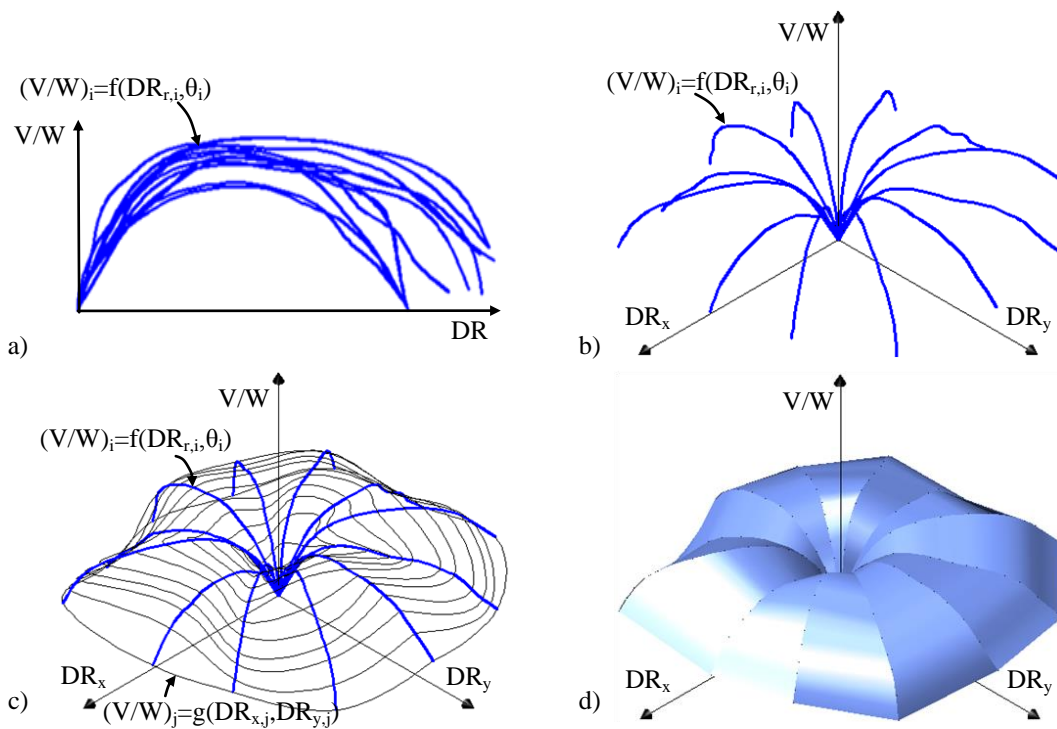 (V/W)i=f(DRr,i,θi)
V/W
DR
a)
V/W
(V/W)i=f(DRr,i,θi)
DRx
DRy
b)
V/W
(V/W)i=f(DRr,i,θi)
DRx
DRy
c)
(V/W)j=g(DRx,j,DRy,j)
V/W
DRx
DRy
d)